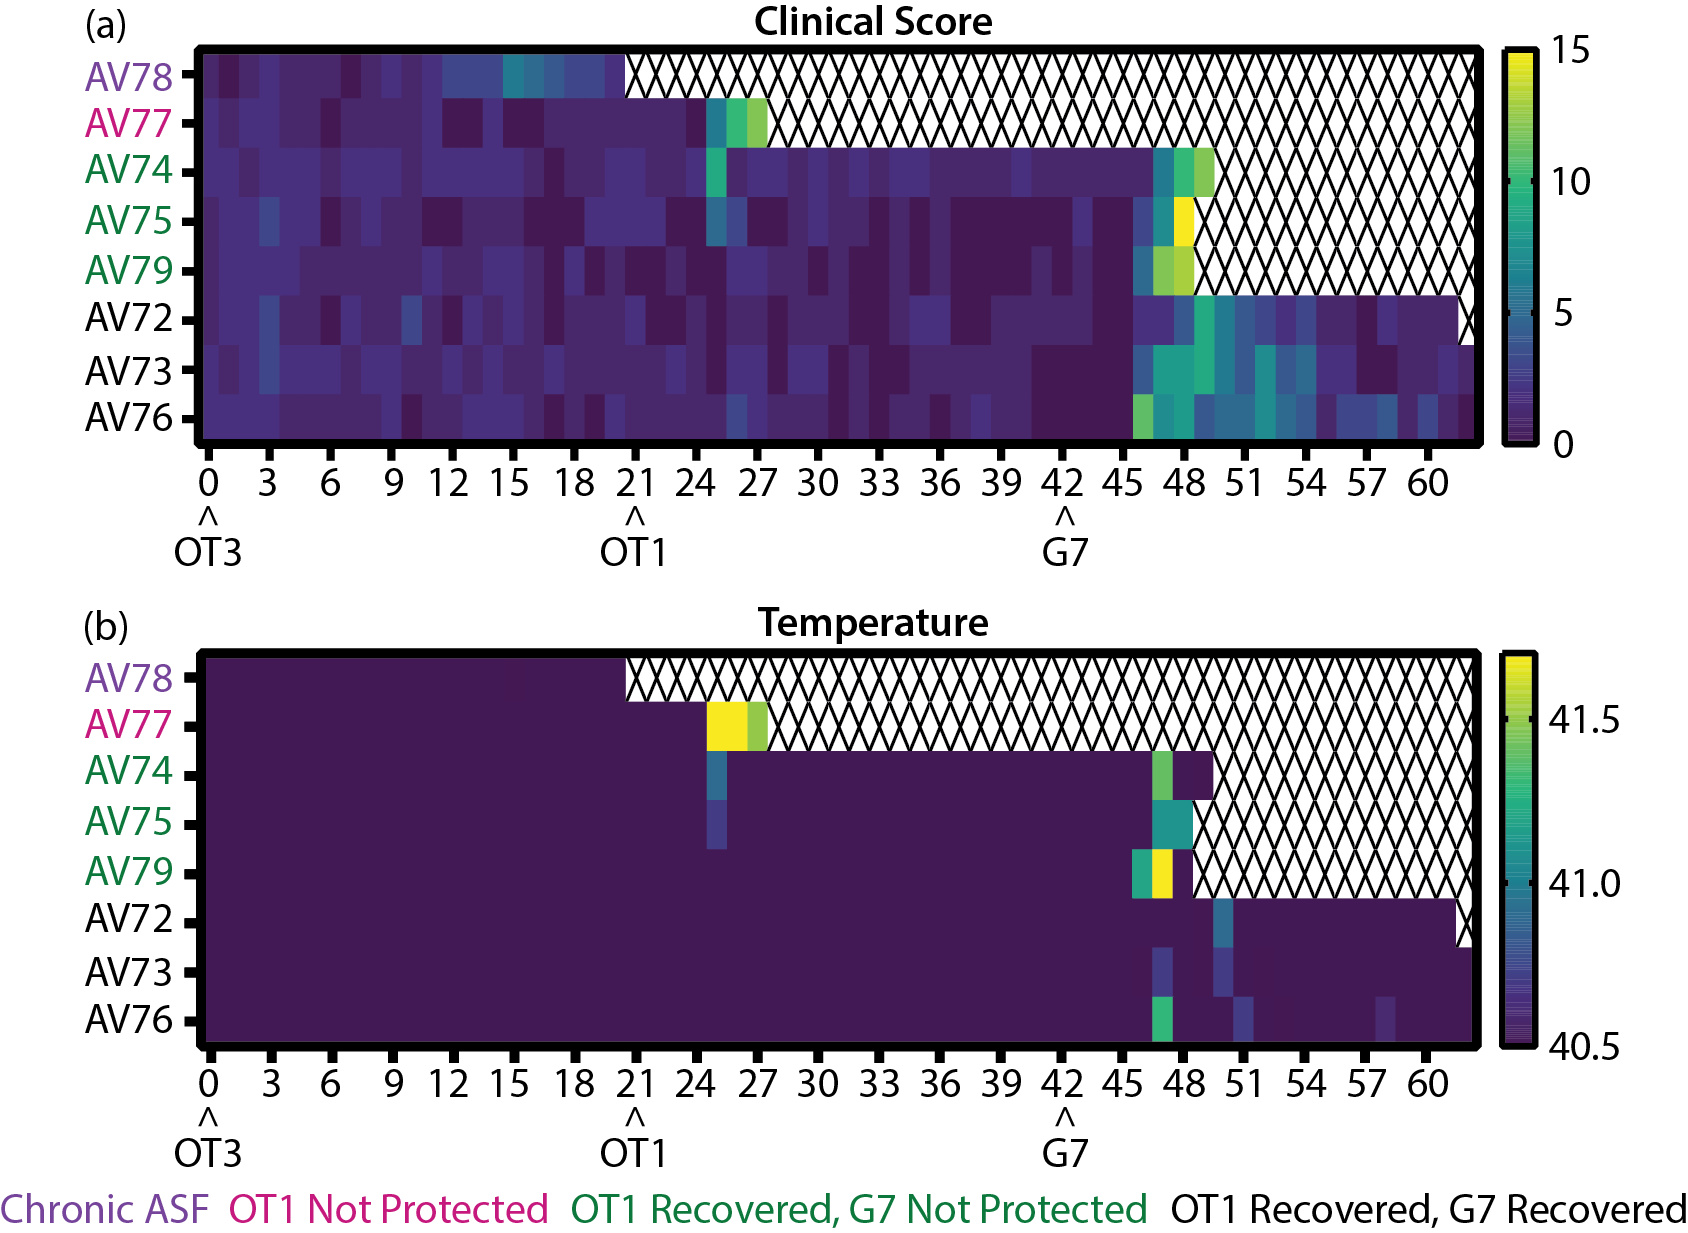 (a) Clinical Score
AV78
AV77
AV74
AV75
AV79
AV72
AV73
AV76
15
10
5
0
0 3 6 9 12 15 18 21 24 27 30 33 36 39 42 45 48 51 54 57 60
^ ^ ^
OT3 OT1 G7
(b) Temperature
AV78
AV77
AV74
AV75
AV79
AV72
AV73
AV76
41.5
41.0
40.5
0 3 6 9 12 15 18 21 24 27 30 33 36 39 42 45 48 51 54 57 60
^ ^ ^
OT3 OT1 G7
Chronic ASF OT1 Not Protected OT1 Recovered, G7 Not Protected OT1 Recovered, G7 Recovered